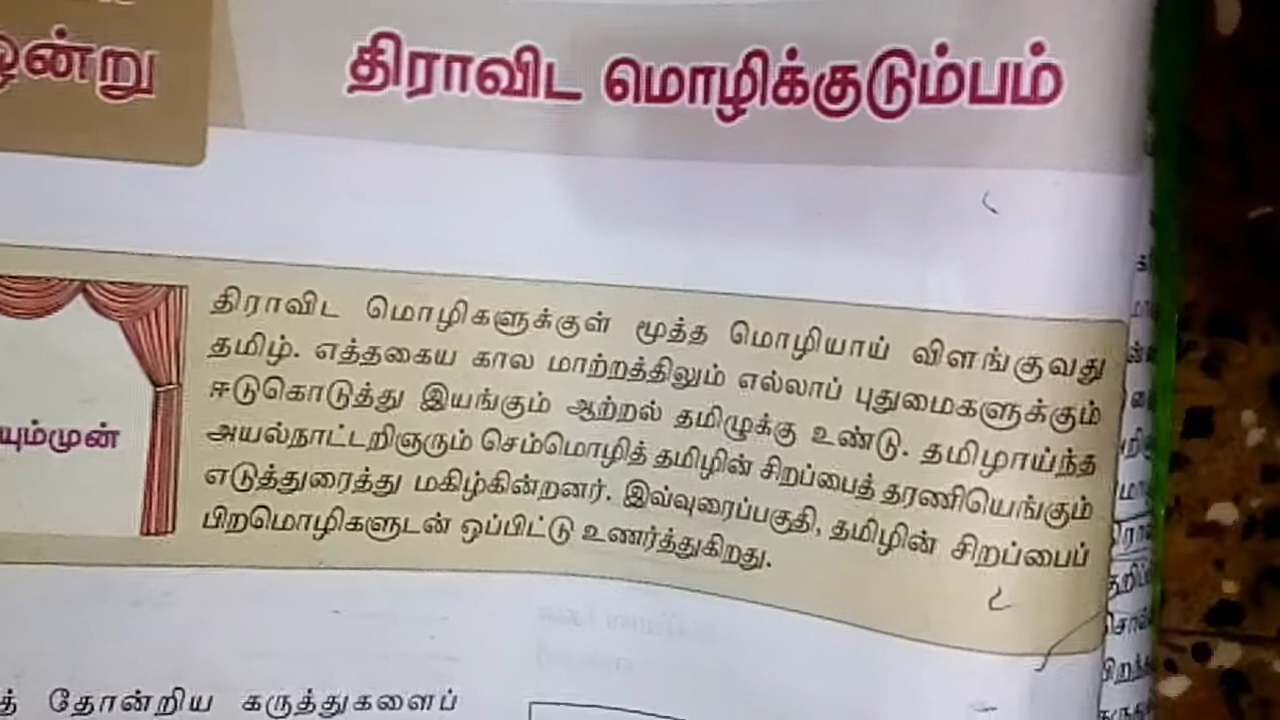 திராவிட மொழிக்குடும்பம்
திராவிட மொழிகளுக்குள் மூத்த மொழியாய் விளங்குவது
தமிழ். எத்தகைய கால மாற்றத்திலும் எல்லாப் புதுமைகளுக்கும்
ஈடுகொடுத்து இயங்கும் ஆற்றல் தமிழுக்கு உண்டு. தமிழாய்ந்த
அயல்நாட்டறிஞரும் செம்மொழித் தமிழின் சிறப்பைத் தரணியெங்கும்
எடுத்துரைத்து மகிழ்கின்றனர். இவ்வுரைப்பகுதி, தமிழின் சிறப்பைப்
பிறமொழிகளுடன் ஒப்பிட்டு உணர்த்துகிறது.
தோன்றிய கருத்துகளைப்